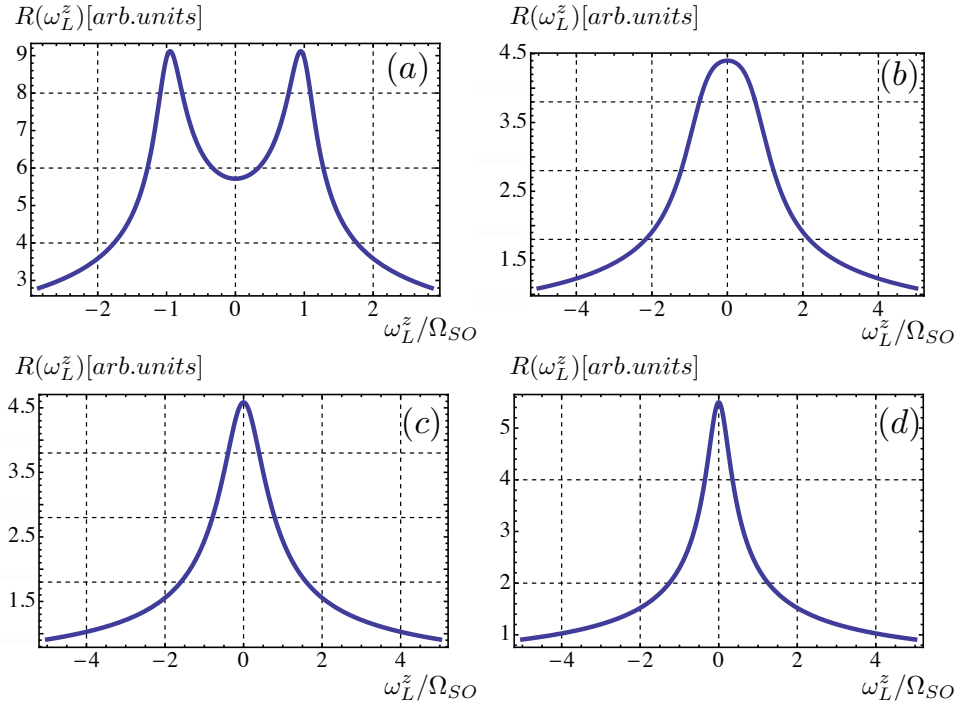 R(ω_L^z)[arb.units]
(a)
9
8
6
4
3
−2 −1 0 1 2
ω_L^z/Ω_SO
R(ω_L^z)[arb.units]
(b)
4.5
3.5
2.5
1.5
−4 −2 0 2 4
ω_L^z/Ω_SO
R(ω_L^z)[arb.units]
(c)
4.5
3.5
2.5
1.5
−4 −2 0 2 4
ω_L^z/Ω_SO
R(ω_L^z)[arb.units]
(d)
5
4
2
1
−4 −2 0 2 4
ω_L^z/Ω_SO